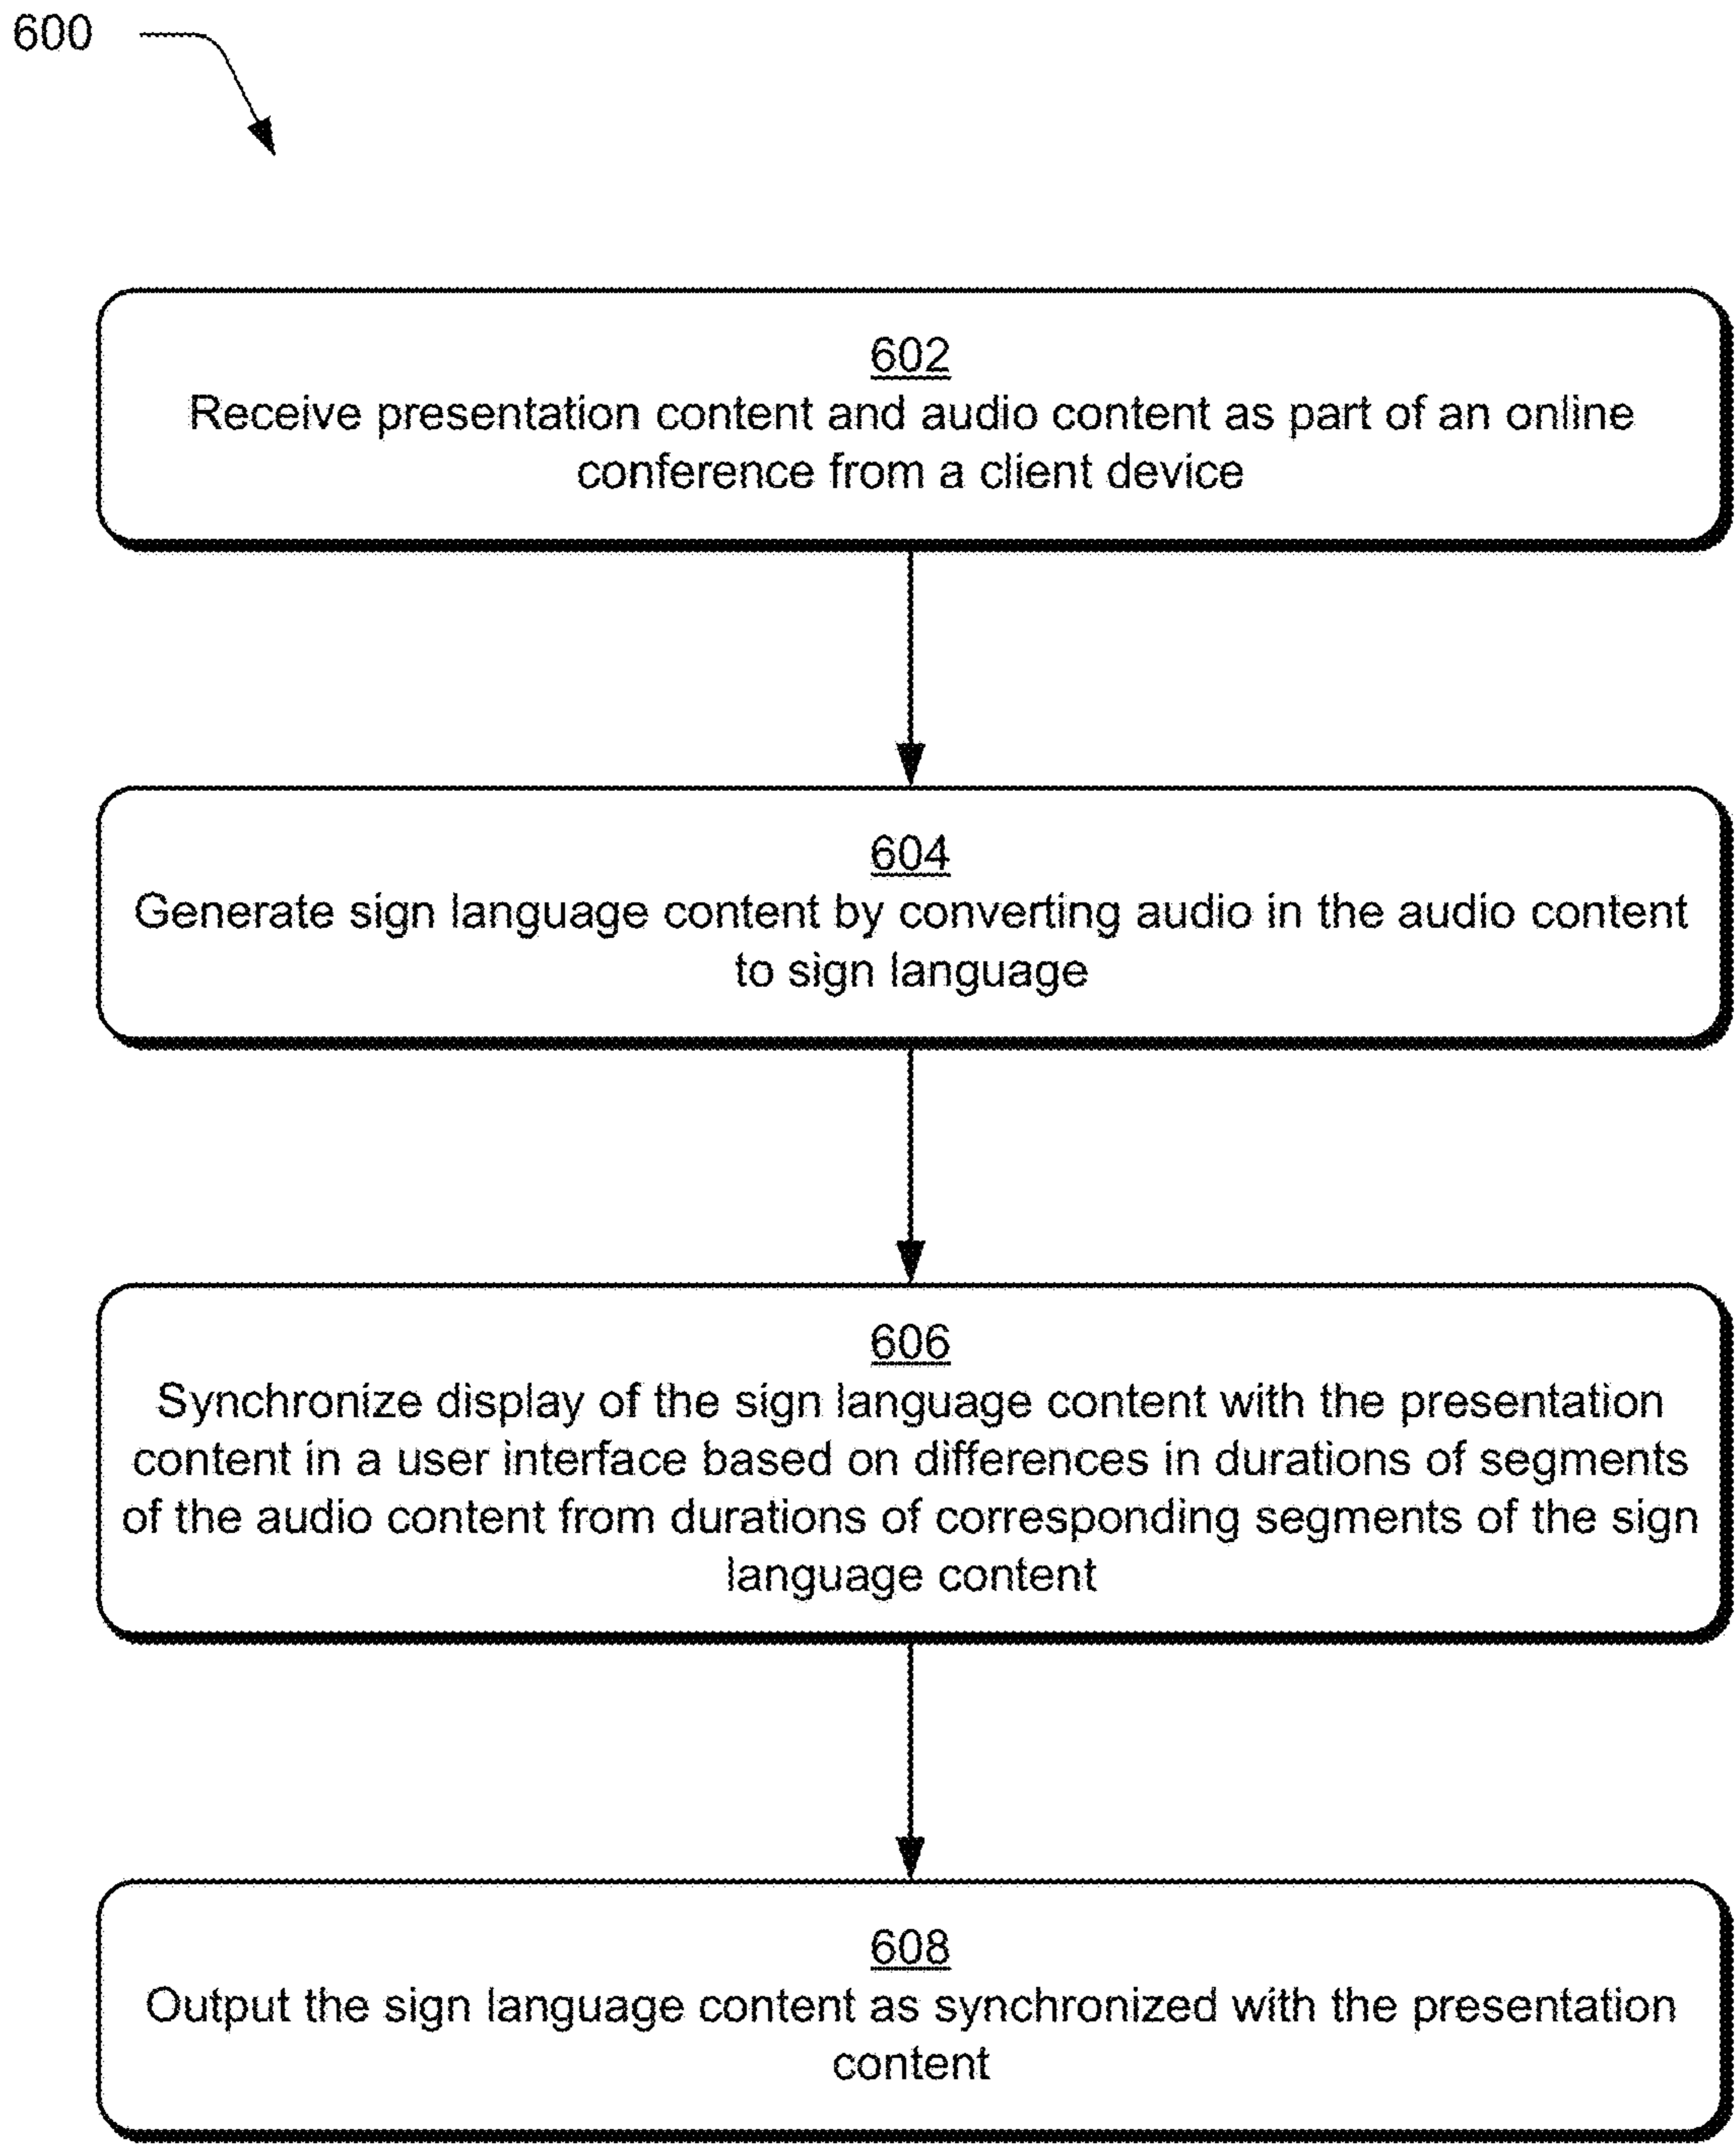 600
602
Receive presentation content and audio content as part of an online
conference from a client device
604
Generate sign language content by converting audio in the audio content
to sign language
606
Synchronize display of the sign language content with the presentation
content in a user interface based on differences in durations of segments
of the audio content from durations of corresponding segments of the sign
language content
608
Output the sign language content as synchronized with the presentation
content